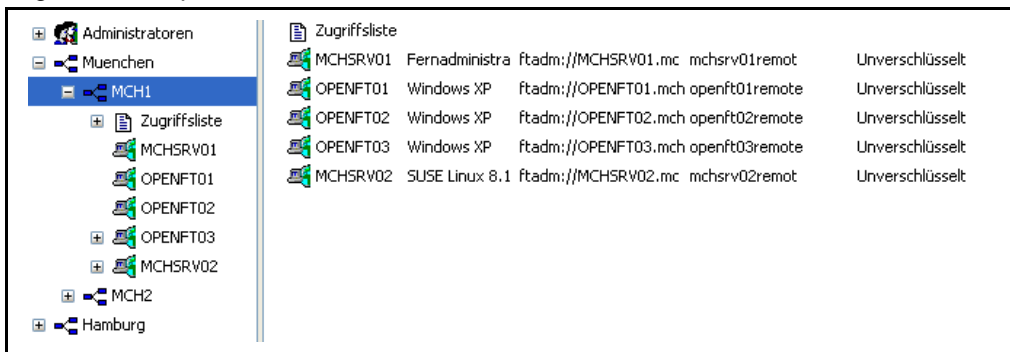 Administratoren
Muenchen
MCH1
Zugriffsliste
MCHSRV01
OPENFT01
OPENFT02
OPENFT03
MCHSRV02
MCH2
Hamburg
Zugriffsliste
MCHSRV01 Fernadministra ftadm://MCHSRV01.mc mchsrv01remot Unverschlüsselt
OPENFT01 Windows XP ftadm://OPENFT01.mch openft01remote Unverschlüsselt
OPENFT02 Windows XP ftadm://OPENFT02.mch openft02remote Unverschlüsselt
OPENFT03 Windows XP ftadm://OPENFT03.mch openft03remote Unverschlüsselt
MCHSRV02 SUSE Linux 8.1 ftadm://MCHSRV02.mc mchsrv02remot Unverschlüsselt